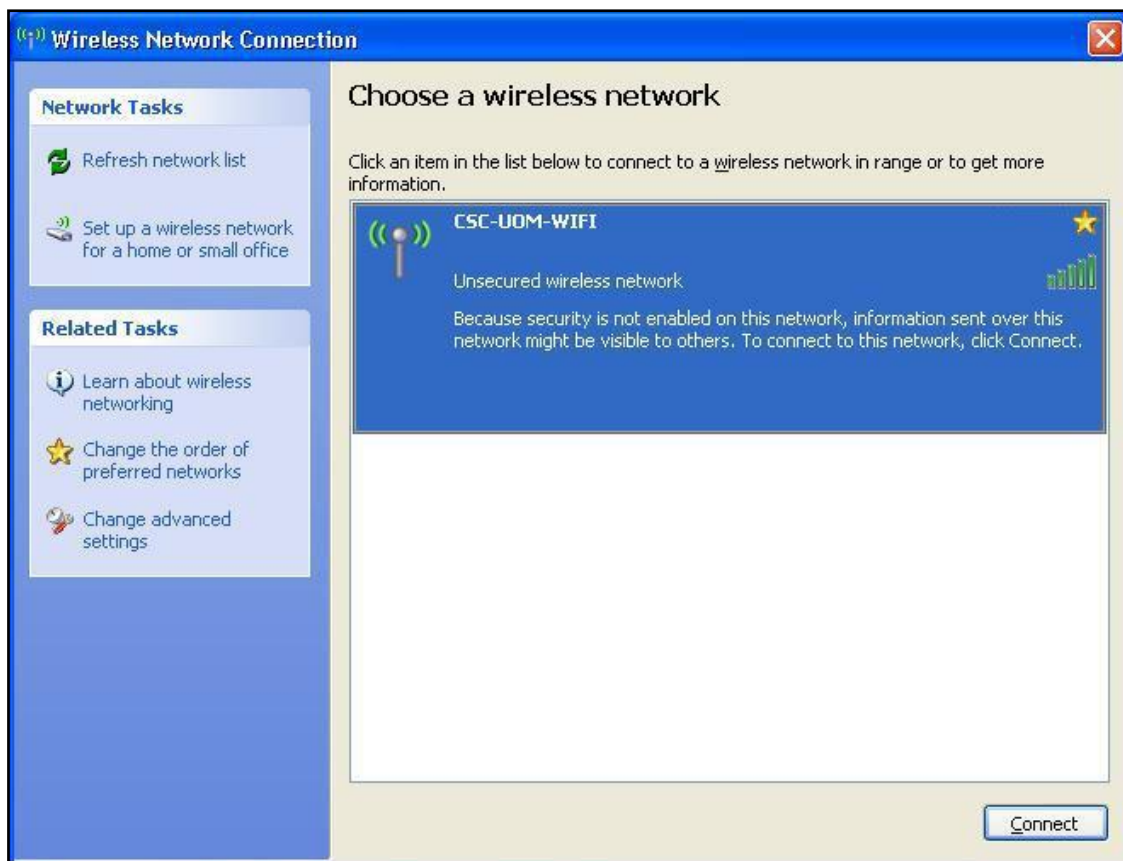 Wireless Network Connection
Network Tasks
Refresh network list
Set up a wireless network
for a home or small office
Related Tasks
Learn about wireless
networking
Change the order of
preferred networks
Change advanced
settings
Choose a wireless network
Click an item in the list below to connect to a wireless network in range or to get more
information.
CSC-UOM-WIFI
Unsecured wireless network
Because security is not enabled on this network, information sent over this
network might be visible to others. To connect to this network, click Connect.
Connect